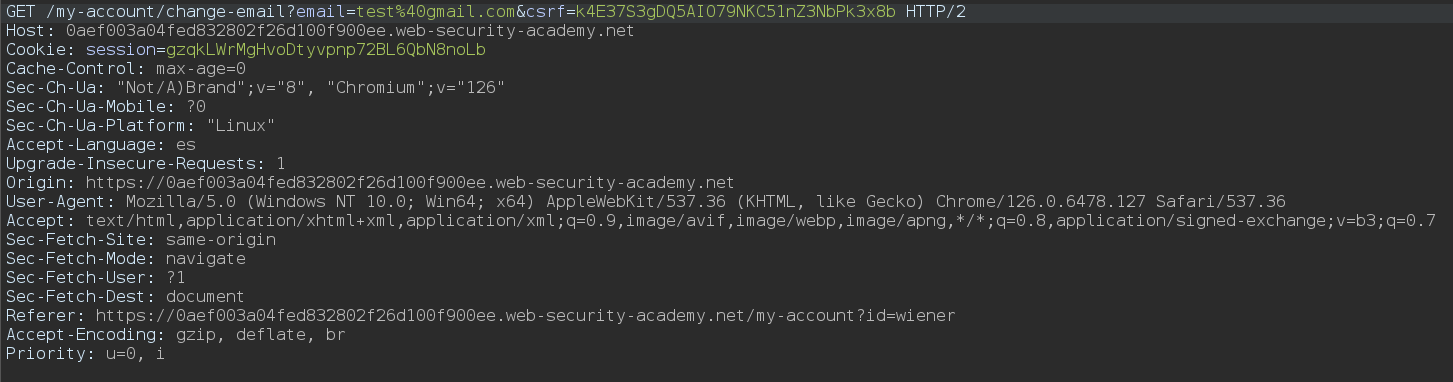 GET /my-account/change-email?email=test%40gmail.com&csrf=k4E37S3gDQ5AIO79NKC51nZ3NbPk3x8b HTTP/2
Host: 0aef003a04fed832802f26d100f900ee.web-security-academy.net
Cookie: session=gzqkLWrMgHvoDtyvpnp72BL6QbN8noLb
Cache-Control: max-age=0
Sec-Ch-Ua: "Not/A)Brand";v="8", "Chromium";v="126"
Sec-Ch-Ua-Mobile: ?0
Sec-Ch-Ua-Platform: "Linux"
Accept-Language: es
Upgrade-Insecure-Requests: 1
Origin: https://0aef003a04fed832802f26d100f900ee.web-security-academy.net
User-Agent: Mozilla/5.0 (Windows NT 10.0; Win64; x64) AppleWebKit/537.36 (KHTML, like Gecko) Chrome/126.0.6478.127 Safari/537.36
Accept: text/html,application/xhtml+xml,application/xml;q=0.9,image/avif,image/webp,image/apng,*/*;q=0.8,application/signed-exchange;v=b3;q=0.7
Sec-Fetch-Site: same-origin
Sec-Fetch-Mode: navigate
Sec-Fetch-User: ?1
Sec-Fetch-Dest: document
Referer: https://0aef003a04fed832802f26d100f900ee.web-security-academy.net/my-account?id=wiener
Accept-Encoding: gzip, deflate, br
Priority: u=0, i